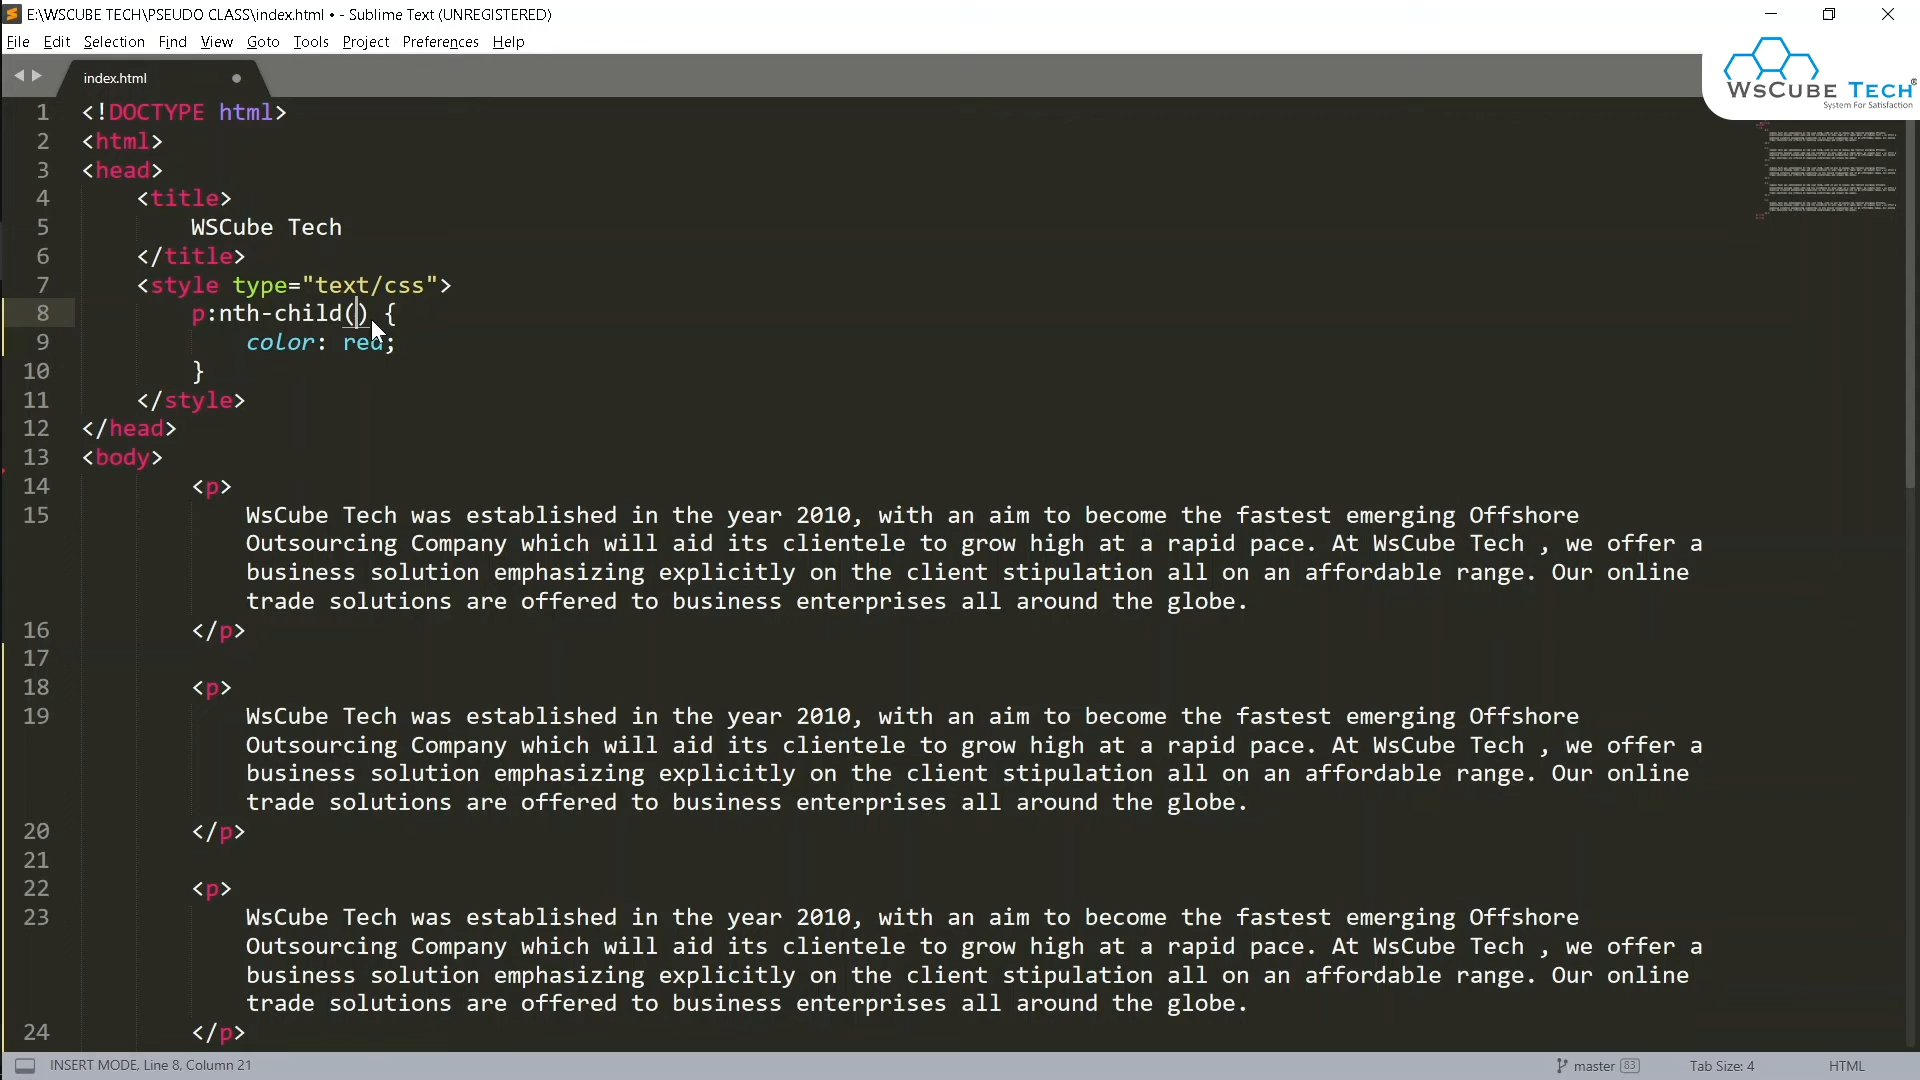 E:\WSCUBE TECH\PSEUDO CLASS\index.html • - Sublime Text (UNREGISTERED)
File Edit Selection Find View Goto Tools Project Preferences Help
WsCube Tech®
System For Satisfaction
index.html
1 <!DOCTYPE html>
2 <html>
3 <head>
4 <title>
5 WSCube Tech
6 </title>
7 <style type="text/css">
8 p:nth-child() {
9 color: red;
10 }
11 </style>
12 </head>
13 <body>
14 <p>
15 WsCube Tech was established in the year 2010, with an aim to become the fastest emerging Offshore
Outsourcing Company which will aid its clientele to grow high at a rapid pace. At WsCube Tech , we offer a
business solution emphasizing explicitly on the client stipulation all on an affordable range. Our online
trade solutions are offered to business enterprises all around the globe.
16 </p>
17
18 <p>
19 WsCube Tech was established in the year 2010, with an aim to become the fastest emerging Offshore
Outsourcing Company which will aid its clientele to grow high at a rapid pace. At WsCube Tech , we offer a
business solution emphasizing explicitly on the client stipulation all on an affordable range. Our online
trade solutions are offered to business enterprises all around the globe.
20 </p>
21
22 <p>
23 WsCube Tech was established in the year 2010, with an aim to become the fastest emerging Offshore
Outsourcing Company which will aid its clientele to grow high at a rapid pace. At WsCube Tech , we offer a
business solution emphasizing explicitly on the client stipulation all on an affordable range. Our online
trade solutions are offered to business enterprises all around the globe.
24 </p>
INSERT MODE, Line 8, Column 21 master 83 Tab Size: 4 HTML